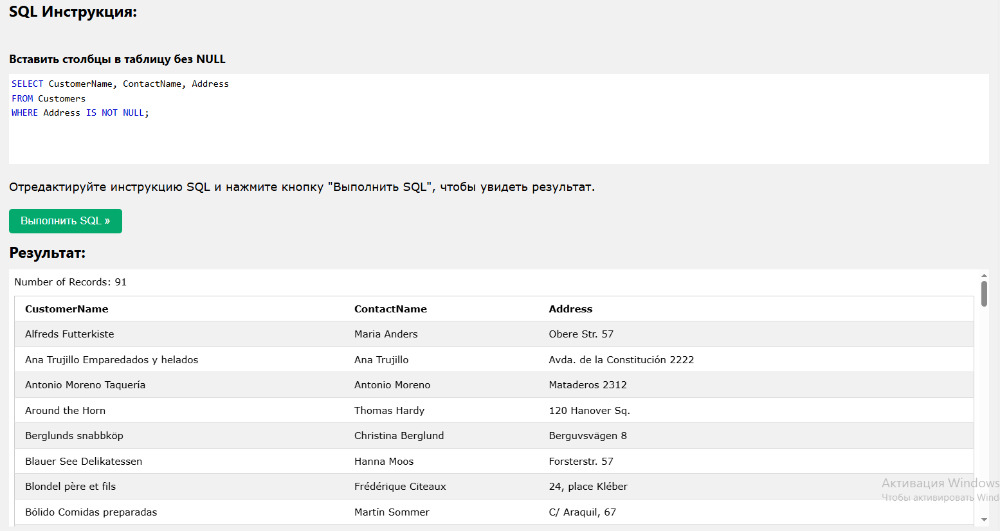 SQL Инструкция:
Вставить столбцы в таблицу без NULL
SELECT CustomerName, ContactName, Address
FROM Customers
WHERE Address IS NOT NULL;
Отредактируйте инструкцию SQL и нажмите кнопку "Выполнить SQL", чтобы увидеть результат.
Выполнить SQL »
Результат:
Number of Records: 91
CustomerName ContactName Address
Alfreds Futterkiste Maria Anders Obere Str. 57
Ana Trujillo Emparedados y helados Ana Trujillo Avda. de la Constitución 2222
Antonio Moreno Taquería Antonio Moreno Mataderos 2312
Around the Horn Thomas Hardy 120 Hanover Sq.
Berglunds snabbköp Christina Berglund Berguvsvägen 8
Blauer See Delikatessen Hanna Moos Forsterstr. 57
Blondel père et fils Frédérique Citeaux 24, place Kléber
Bólido Comidas preparadas Martín Sommer C/ Araquil, 67
Активация Windows
Чтобы активировать Wind